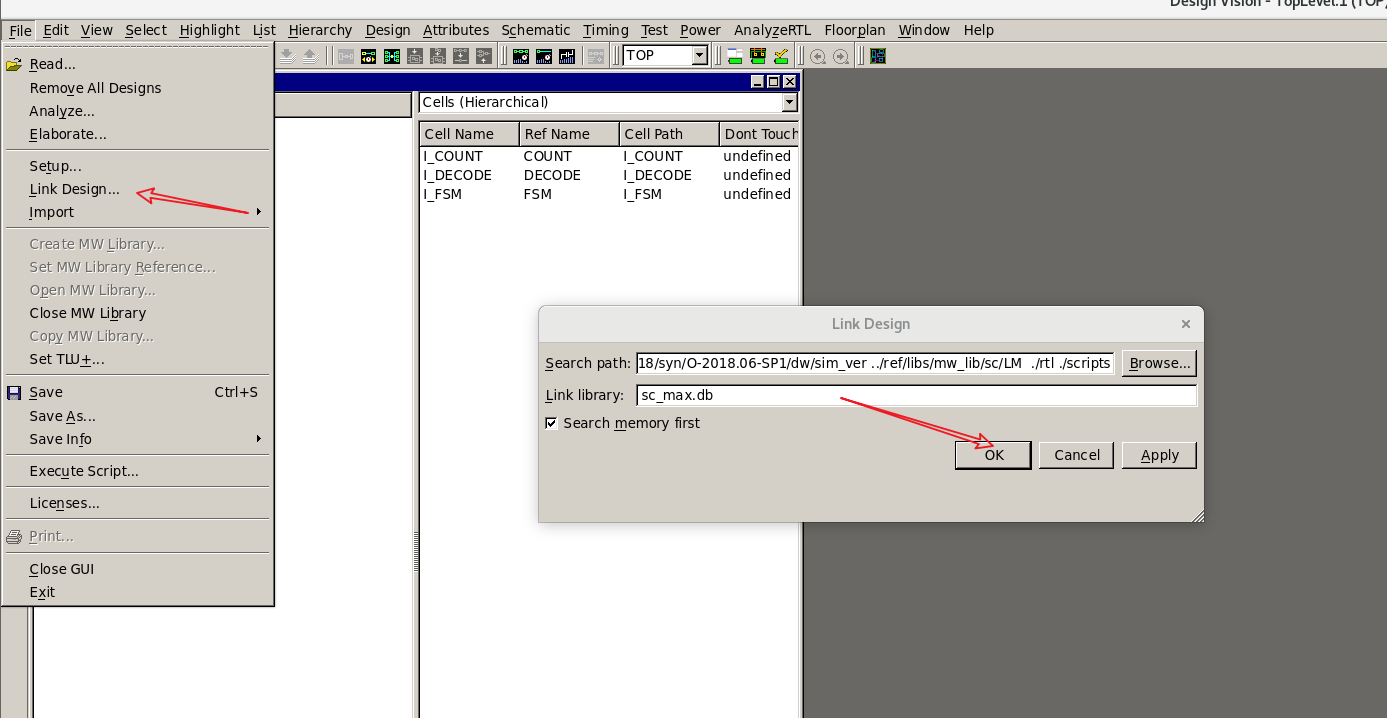 Design Vision - TopLevel.1 (TOP)
File Edit View Select Highlight List Hierarchy Design Attributes Schematic Timing Test Power AnalyzeRTL Floorplan Window Help
TOP
Read...
Remove All Designs
Analyze...
Elaborate...
Setup...
Link Design...
Import
Create MW Library...
Set MW Library Reference...
Open MW Library...
Close MW Library
Copy MW Library...
Set TLU+...
Save Ctrl+S
Save As...
Save Info
Execute Script...
Licenses...
Print...
Close GUI
Exit
Cells (Hierarchical)
Cell Name Ref Name Cell Path Dont Touch
I_COUNT COUNT I_COUNT undefined
I_DECODE DECODE I_DECODE undefined
I_FSM FSM I_FSM undefined
Link Design
Search path: 18/syn/O-2018.06-SP1/dw/sim_ver ../ref/libs/mw_lib/sc/LM ./rtl ./scripts Browse...
Link library: sc_max.db
Search memory first
OK Cancel Apply